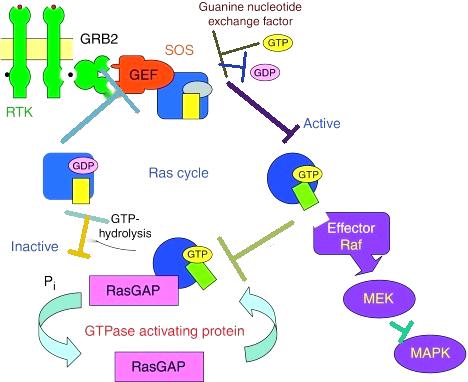 Guanine nucleotide
exchange factor
GRB2
SOS
GTP
GEF
GDP
RTK
Active
GDP
Ras cycle
GTP
GTP-
hydrolysis
Effector
Raf
Inactive
GTP
Pi
RasGAP
MEK
GTPase activating protein
MAPK
RasGAP